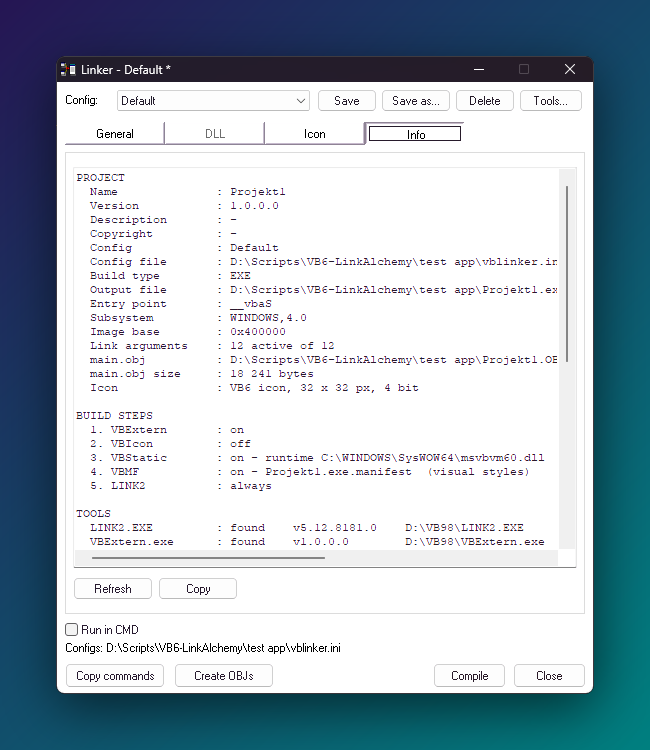 Linker - Default *
Config: Default Save Save as... Delete Tools...
General DLL Icon Info
PROJECT
Name : Projekt1
Version : 1.0.0.0
Description : -
Copyright : -
Config : Default
Config file : D:\Scripts\VB6-LinkAlchemy\test app\vblinker.in
Build type : EXE
Output file : D:\Scripts\VB6-LinkAlchemy\test app\Projekt1.ex
Entry point : __vbaS
Subsystem : WINDOWS,4.0
Image base : 0x400000
Link arguments : 12 active of 12
main.obj : D:\Scripts\VB6-LinkAlchemy\test app\Projekt1.OB
main.obj size : 18 241 bytes
Icon : VB6 icon, 32 x 32 px, 4 bit
BUILD STEPS
1. VBExtern : on
2. VBIcon : off
3. VBStatic : on - runtime C:\WINDOWS\SysWOW64\msvbvm60.dll
4. VBMF : on - Projekt1.exe.manifest (visual styles)
5. LINK2 : always
TOOLS
LINK2.EXE : found v5.12.8181.0 D:\VB98\LINK2.EXE
VBExtern.exe : found v1.0.0.0 D:\VB98\VBExtern.exe
Refresh Copy
Run in CMD
Configs: D:\Scripts\VB6-LinkAlchemy\test app\vblinker.ini
Copy commands Create OBJs Compile Close